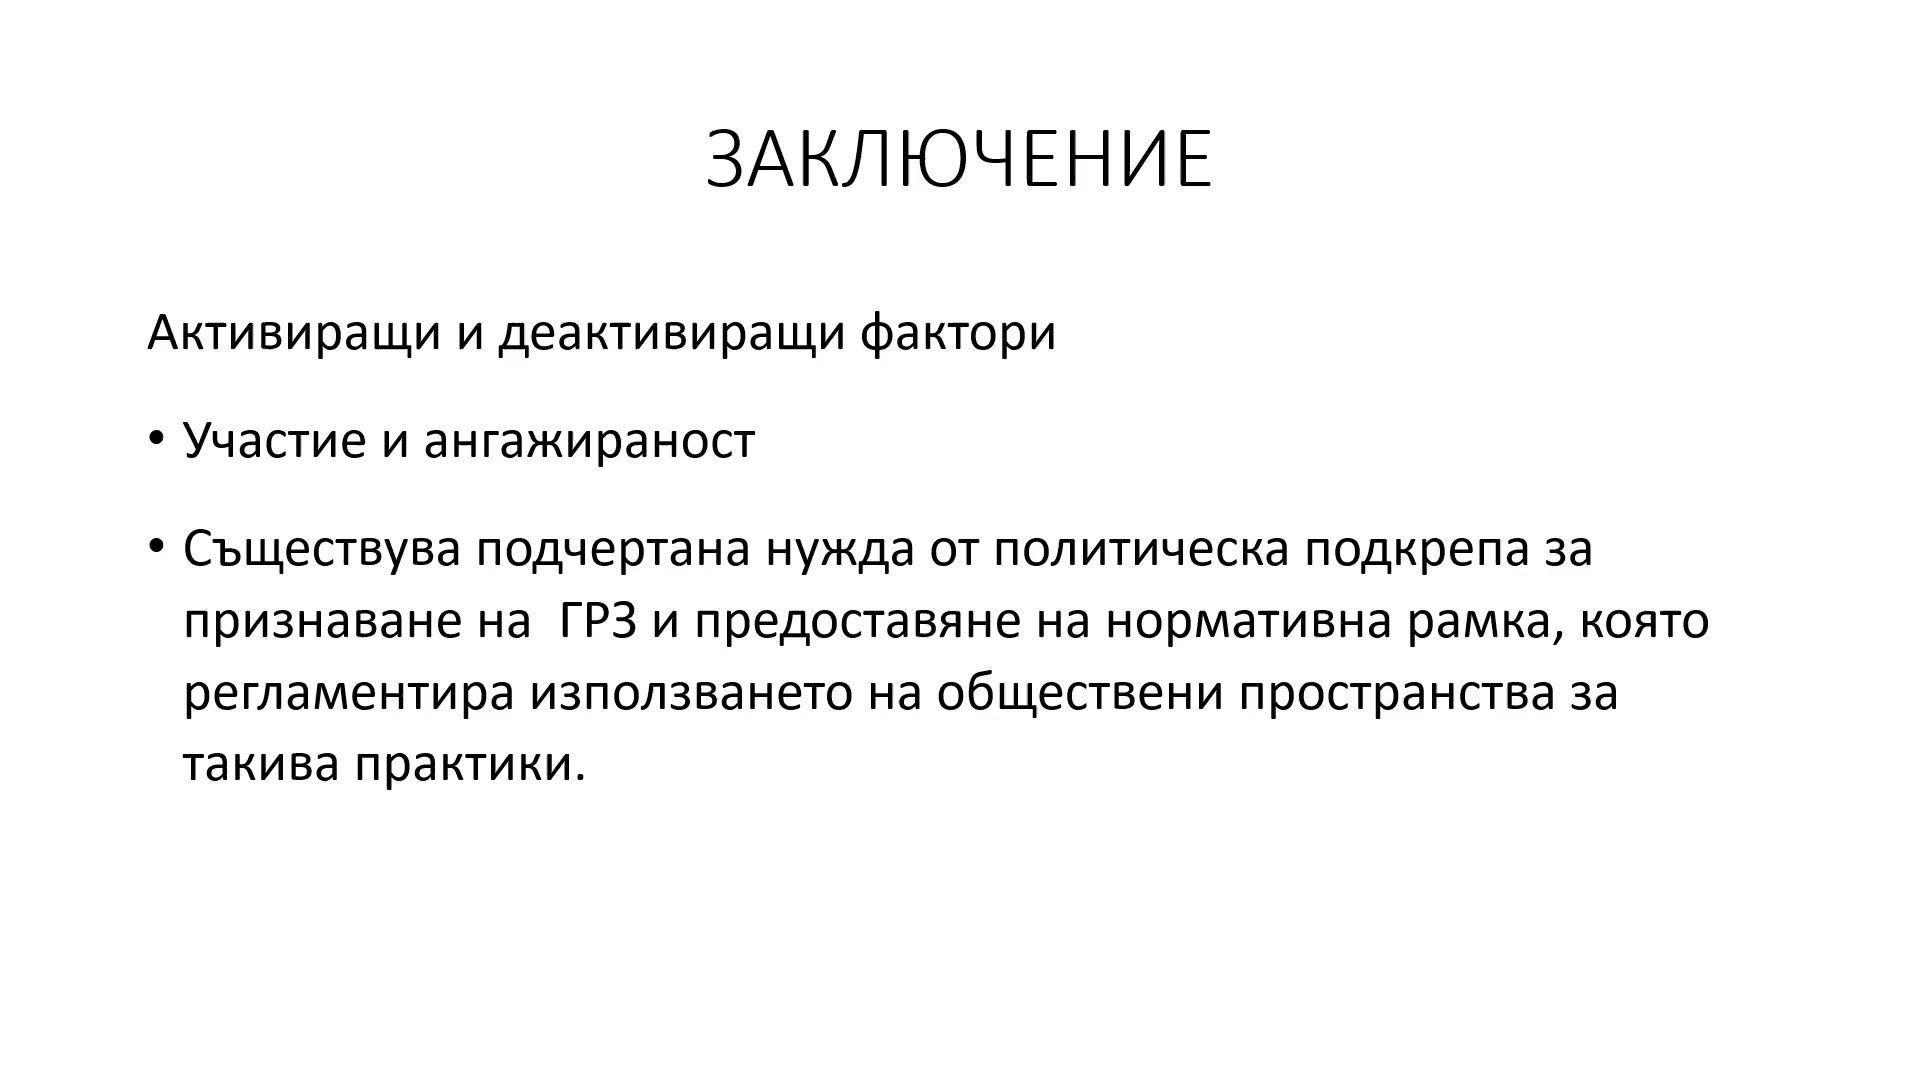 ЗАКЛЮЧЕНИЕ
Активиращи и деактивиращи фактори
• Участие и ангажираност
• Съществува подчертана нужда от политическа подкрепа за
признаване на  ГРЗ и предоставяне на нормативна рамка, която
регламентира използването на обществени пространства за
такива практики.